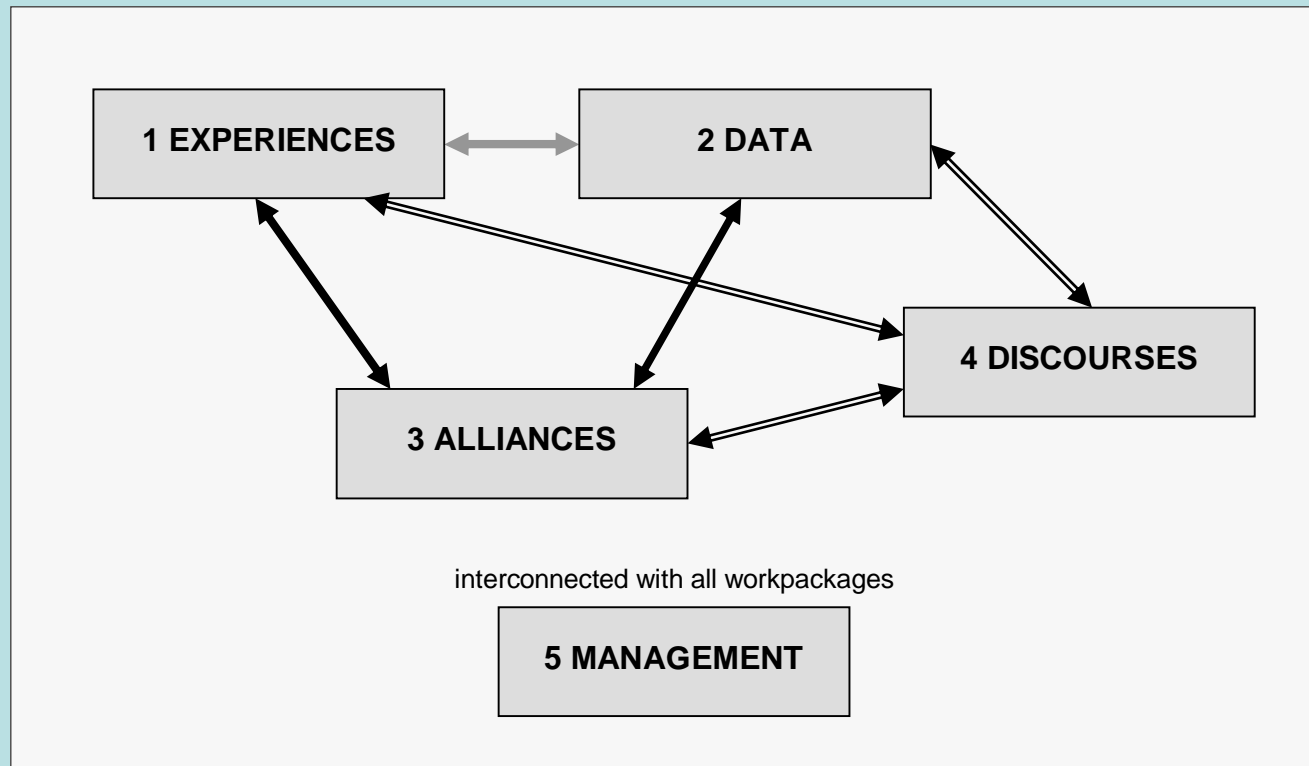 1 EXPERIENCES
2 DATA
4 DISCOURSES
3 ALLIANCES
interconnected with all workpackages
5 MANAGEMENT